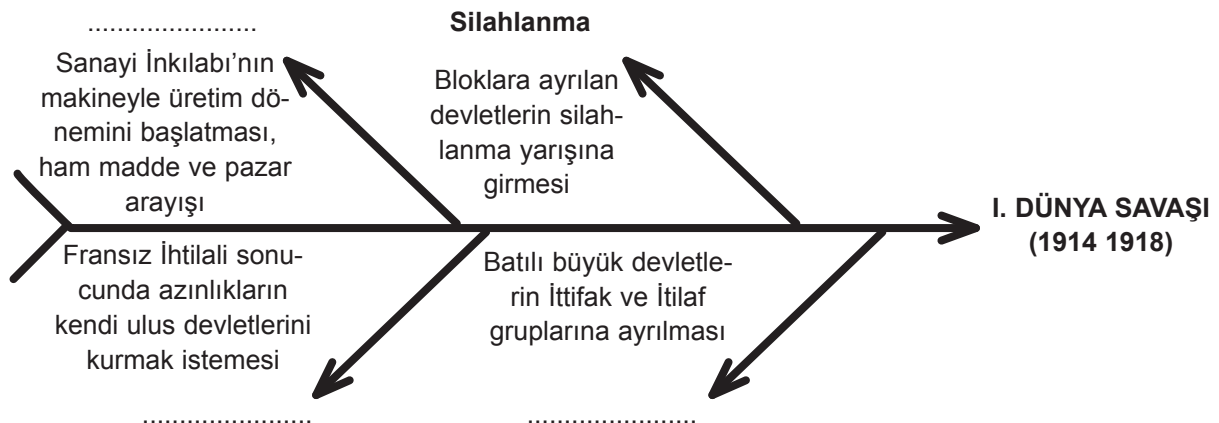 .......................
Sanayi İnkılabı’nın
makineyle üretim dö-
nemini başlatması,
ham madde ve pazar
arayışı
Silahlanma
Bloklara ayrılan
devletlerin silah-
lanma yarışına
girmesi
I. DÜNYA SAVAŞI
(1914 1918)
Fransız İhtilali sonu-
cunda azınlıkların
kendi ulus devletlerini
kurmak istemesi
.......................
Batılı büyük devletle-
rin İttifak ve İtilaf
gruplarına ayrılması
.......................